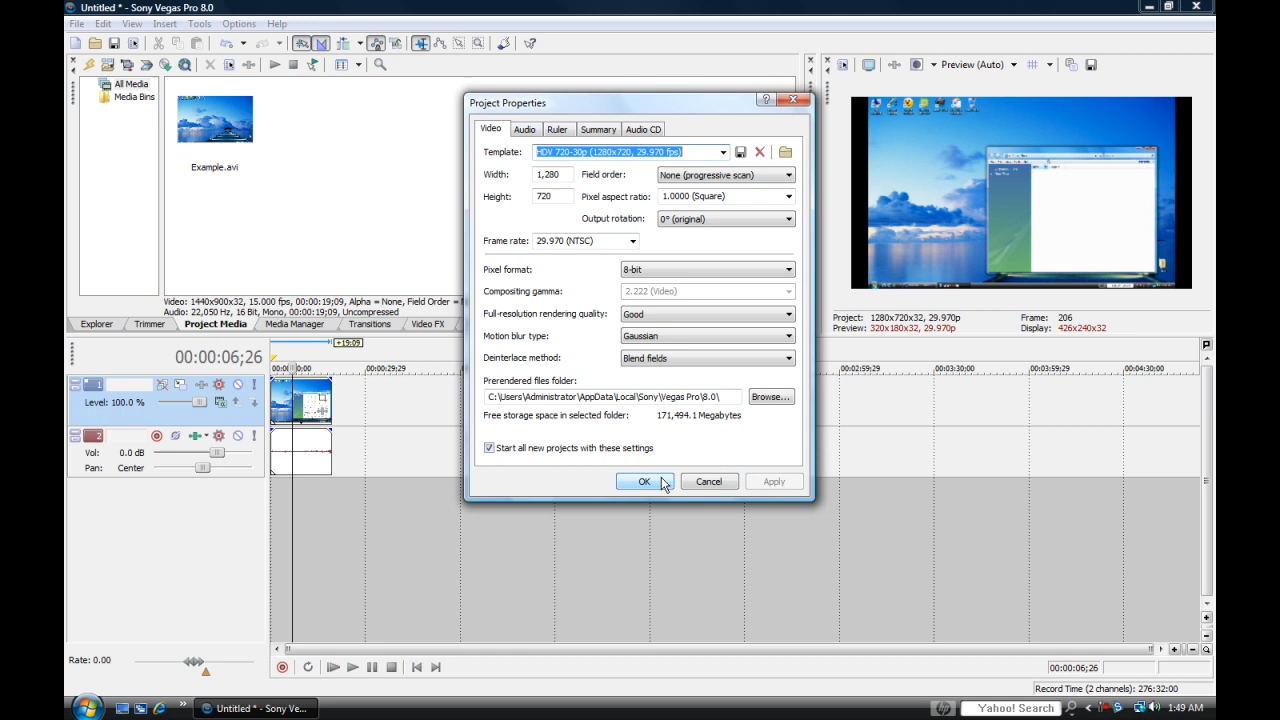 Untitled * - Sony Vegas Pro 8.0
File Edit View Insert Tools Options Help
All Media
Media Bins
Example.avi
Video: 1440x900x32, 15.000 fps, 00:00:19;09, Alpha = None, Field Order =
Audio: 22,050 Hz, 16 Bit, Mono, 00:00:19;09, Uncompressed
Explorer Trimmer Project Media Media Manager Transitions Video FX
Project Properties
Video Audio Ruler Summary Audio CD
Template: HDV 720-30p (1280x720, 29.970 fps)
Width: 1,280 Field order: None (progressive scan)
Height: 720 Pixel aspect ratio: 1.0000 (Square)
Output rotation: 0° (original)
Frame rate: 29.970 (NTSC)
Pixel format: 8-bit
Compositing gamma: 2.222 (Video)
Full-resolution rendering quality: Good
Motion blur type: Gaussian
Deinterlace method: Blend fields
Prerendered files folder:
C:\Users\Administrator\AppData\Local\Sony\Vegas Pro\8.0\ Browse...
Free storage space in selected folder: 171,494.1 Megabytes
Start all new projects with these settings
OK Cancel Apply
Preview (Auto)
Project: 1280x720x32, 29.970p Frame: 206
Preview: 320x180x32, 29.970p Display: 426x240x32
+19:09
00:00:06;26
00:00:29;29 00:02:59;29 00:03:30;00 00:03:59;29 00:04:30;00
1
Level: 100.0 %
2
Vol: 0.0 dB
Pan: Center
Rate: 0.00
00:00:06;26
Record Time (2 channels): 276:32:00
Untitled * - Sony Ve...
Yahoo! Search
1:49 AM